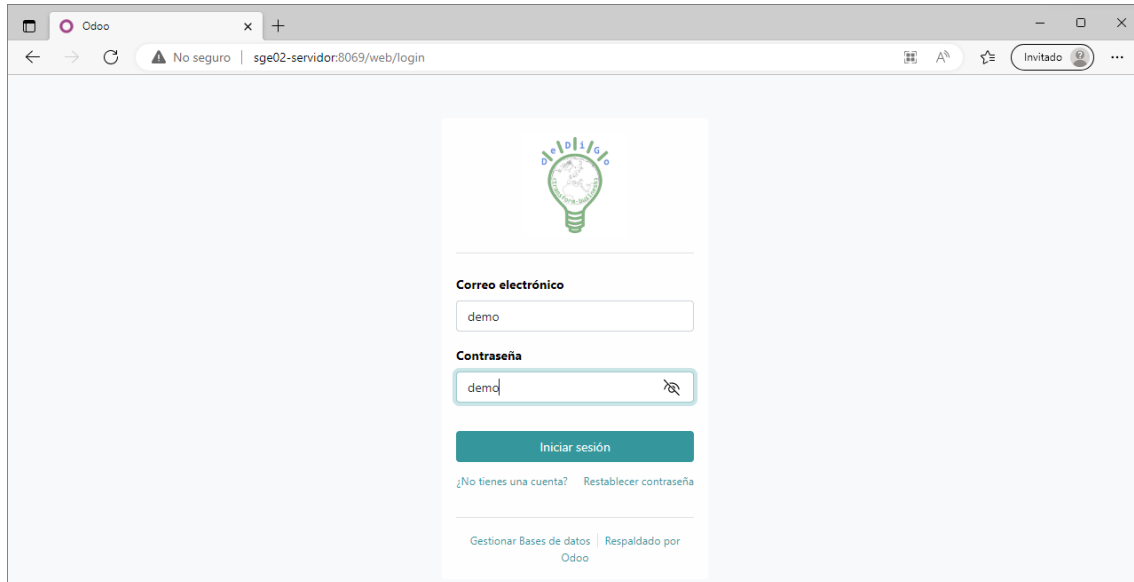 Odoo
No seguro | sge02-servidor:8069/web/login
Invitado
DeDiGo
Correo electrónico
demo
Contraseña
demo
Iniciar sesión
¿No tienes una cuenta? Restablecer contraseña
Gestionar Bases de datos | Respaldado por
Odoo